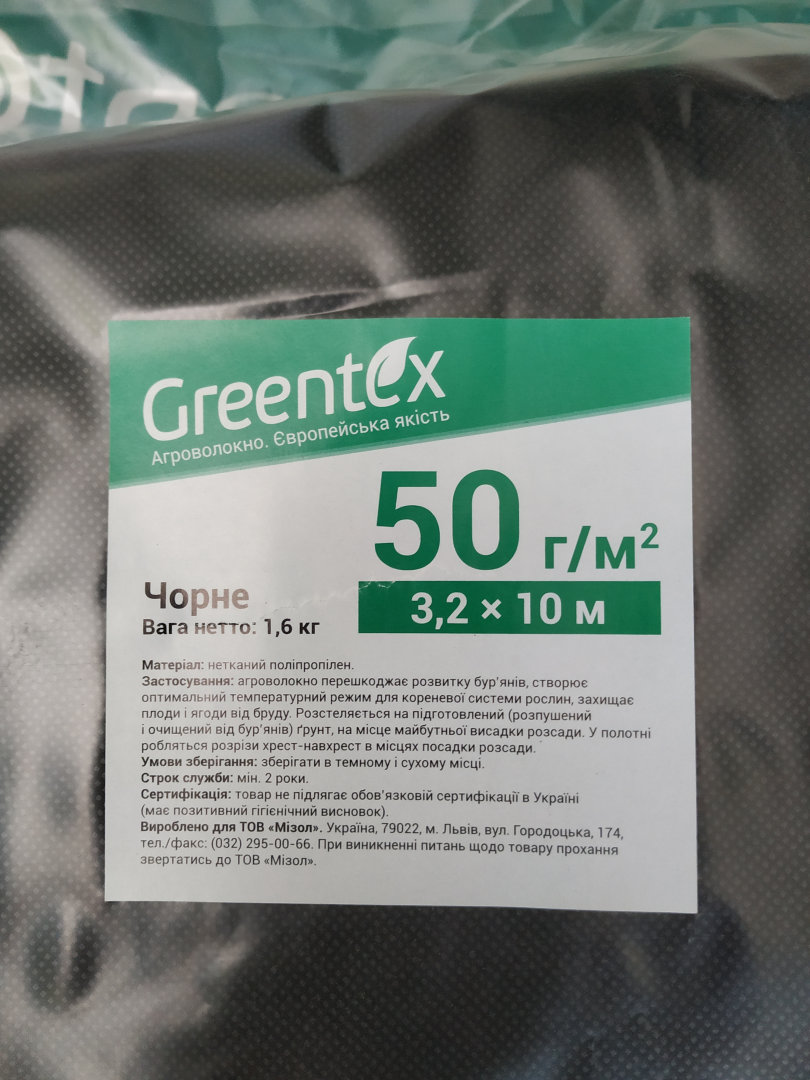 Greentex
Агроволокно. Європейська якість
50 г/м²
3,2 × 10 м
Чорне
Вага нетто: 1,6 кг
Матеріал: нетканий поліпропілен.
Застосування: агроволокно перешкоджає розвитку бур’янів, створює
оптимальний температурний режим для кореневої системи рослин, захищає
плоди і ягоди від бруду. Розстеляється на підготовлений (розпушений
і очищений від бур’янів) ґрунт, на місце майбутньої висадки розсади. У полотні
робляться розрізи хрест-навхрест в місцях посадки розсади.
Умови зберігання: зберігати в темному і сухому місці.
Строк служби: мін. 2 роки.
Сертифікація: товар не підлягає обов’язковій сертифікації в Україні
(має позитивний гігієнічний висновок).
Вироблено для ТОВ «Мізол». Україна, 79022, м. Львів, вул. Городоцька, 174,
тел./факс: (032) 295-00-66. При виникненні питань щодо товару прохання
звертатись до ТОВ «Мізол».